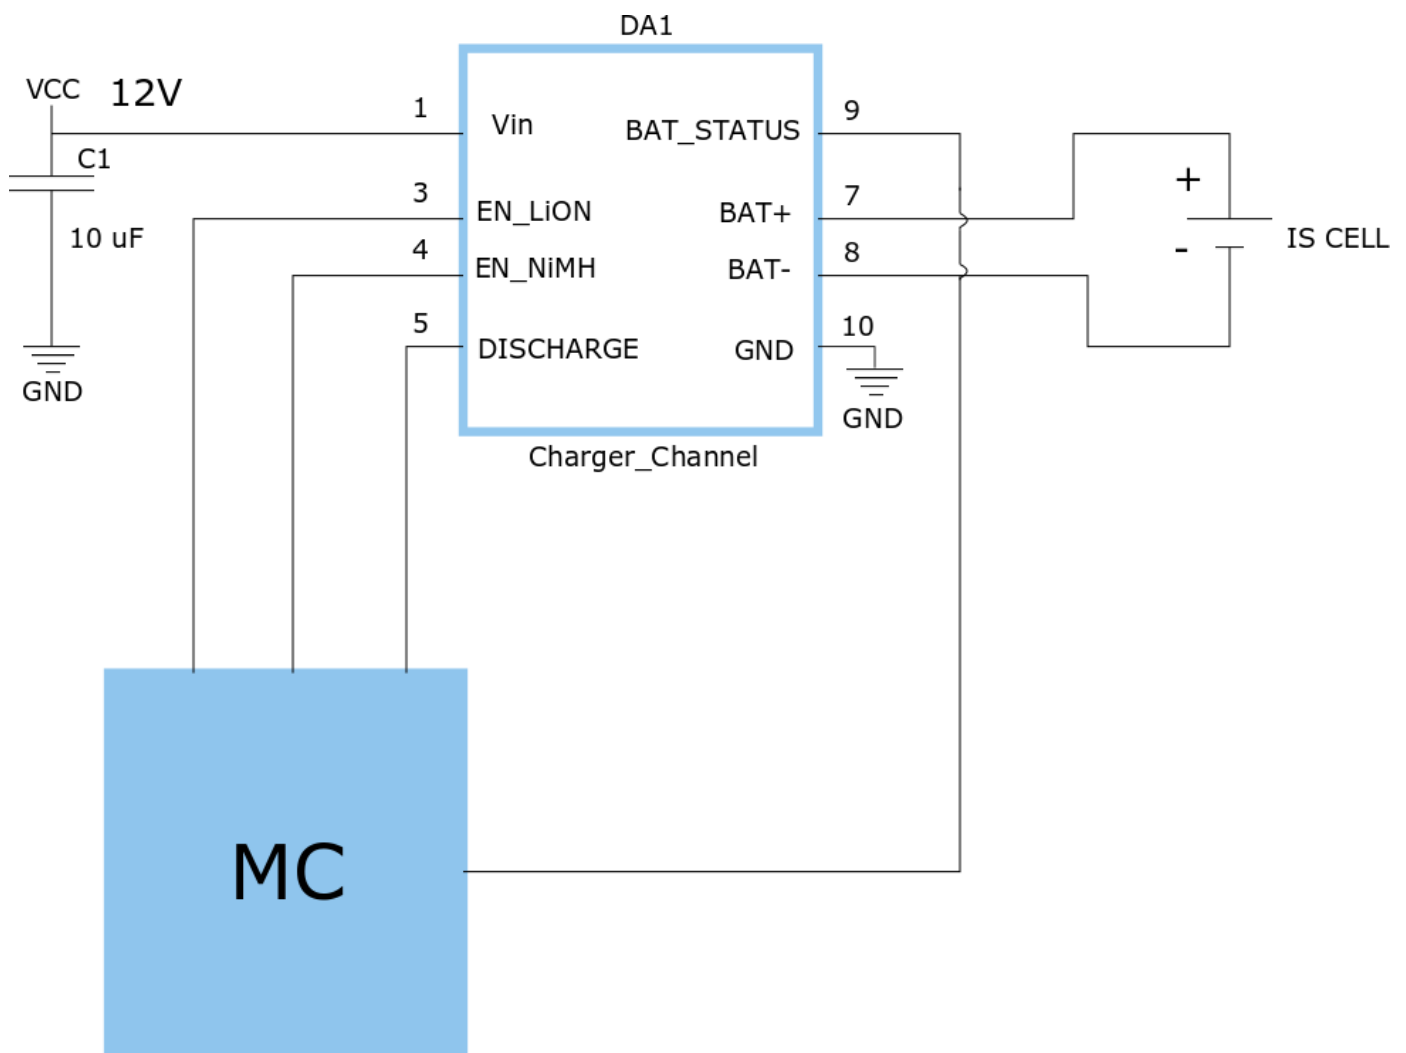 DA1
VCC 12V
C1
10 uF
GND
1
3
4
5
Vin
EN_LiON
EN_NiMH
DISCHARGE
BAT_STATUS
BAT+
BAT-
GND
9
7
8
10
GND
Charger_Channel
+
-
IS CELL
MC